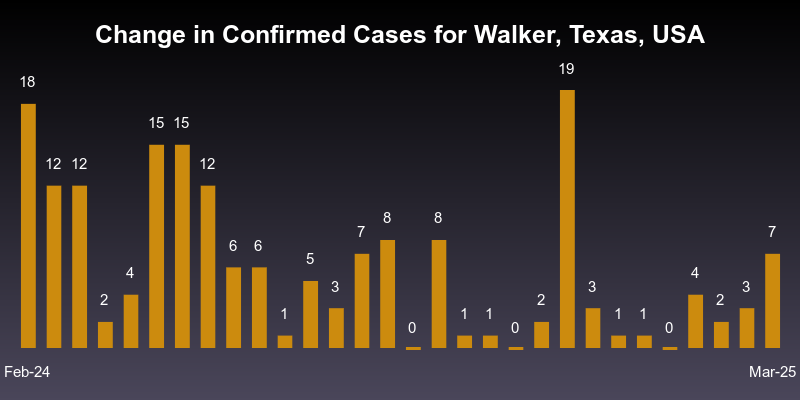 Change in Confirmed Cases for Walker, Texas, USA
18 12 12 2 4 15 15 12 6 6 1 5 3 7 8 0 8 1 1 0 2 19 3 1 1 0 4 2 3 7
Feb-24 Mar-25